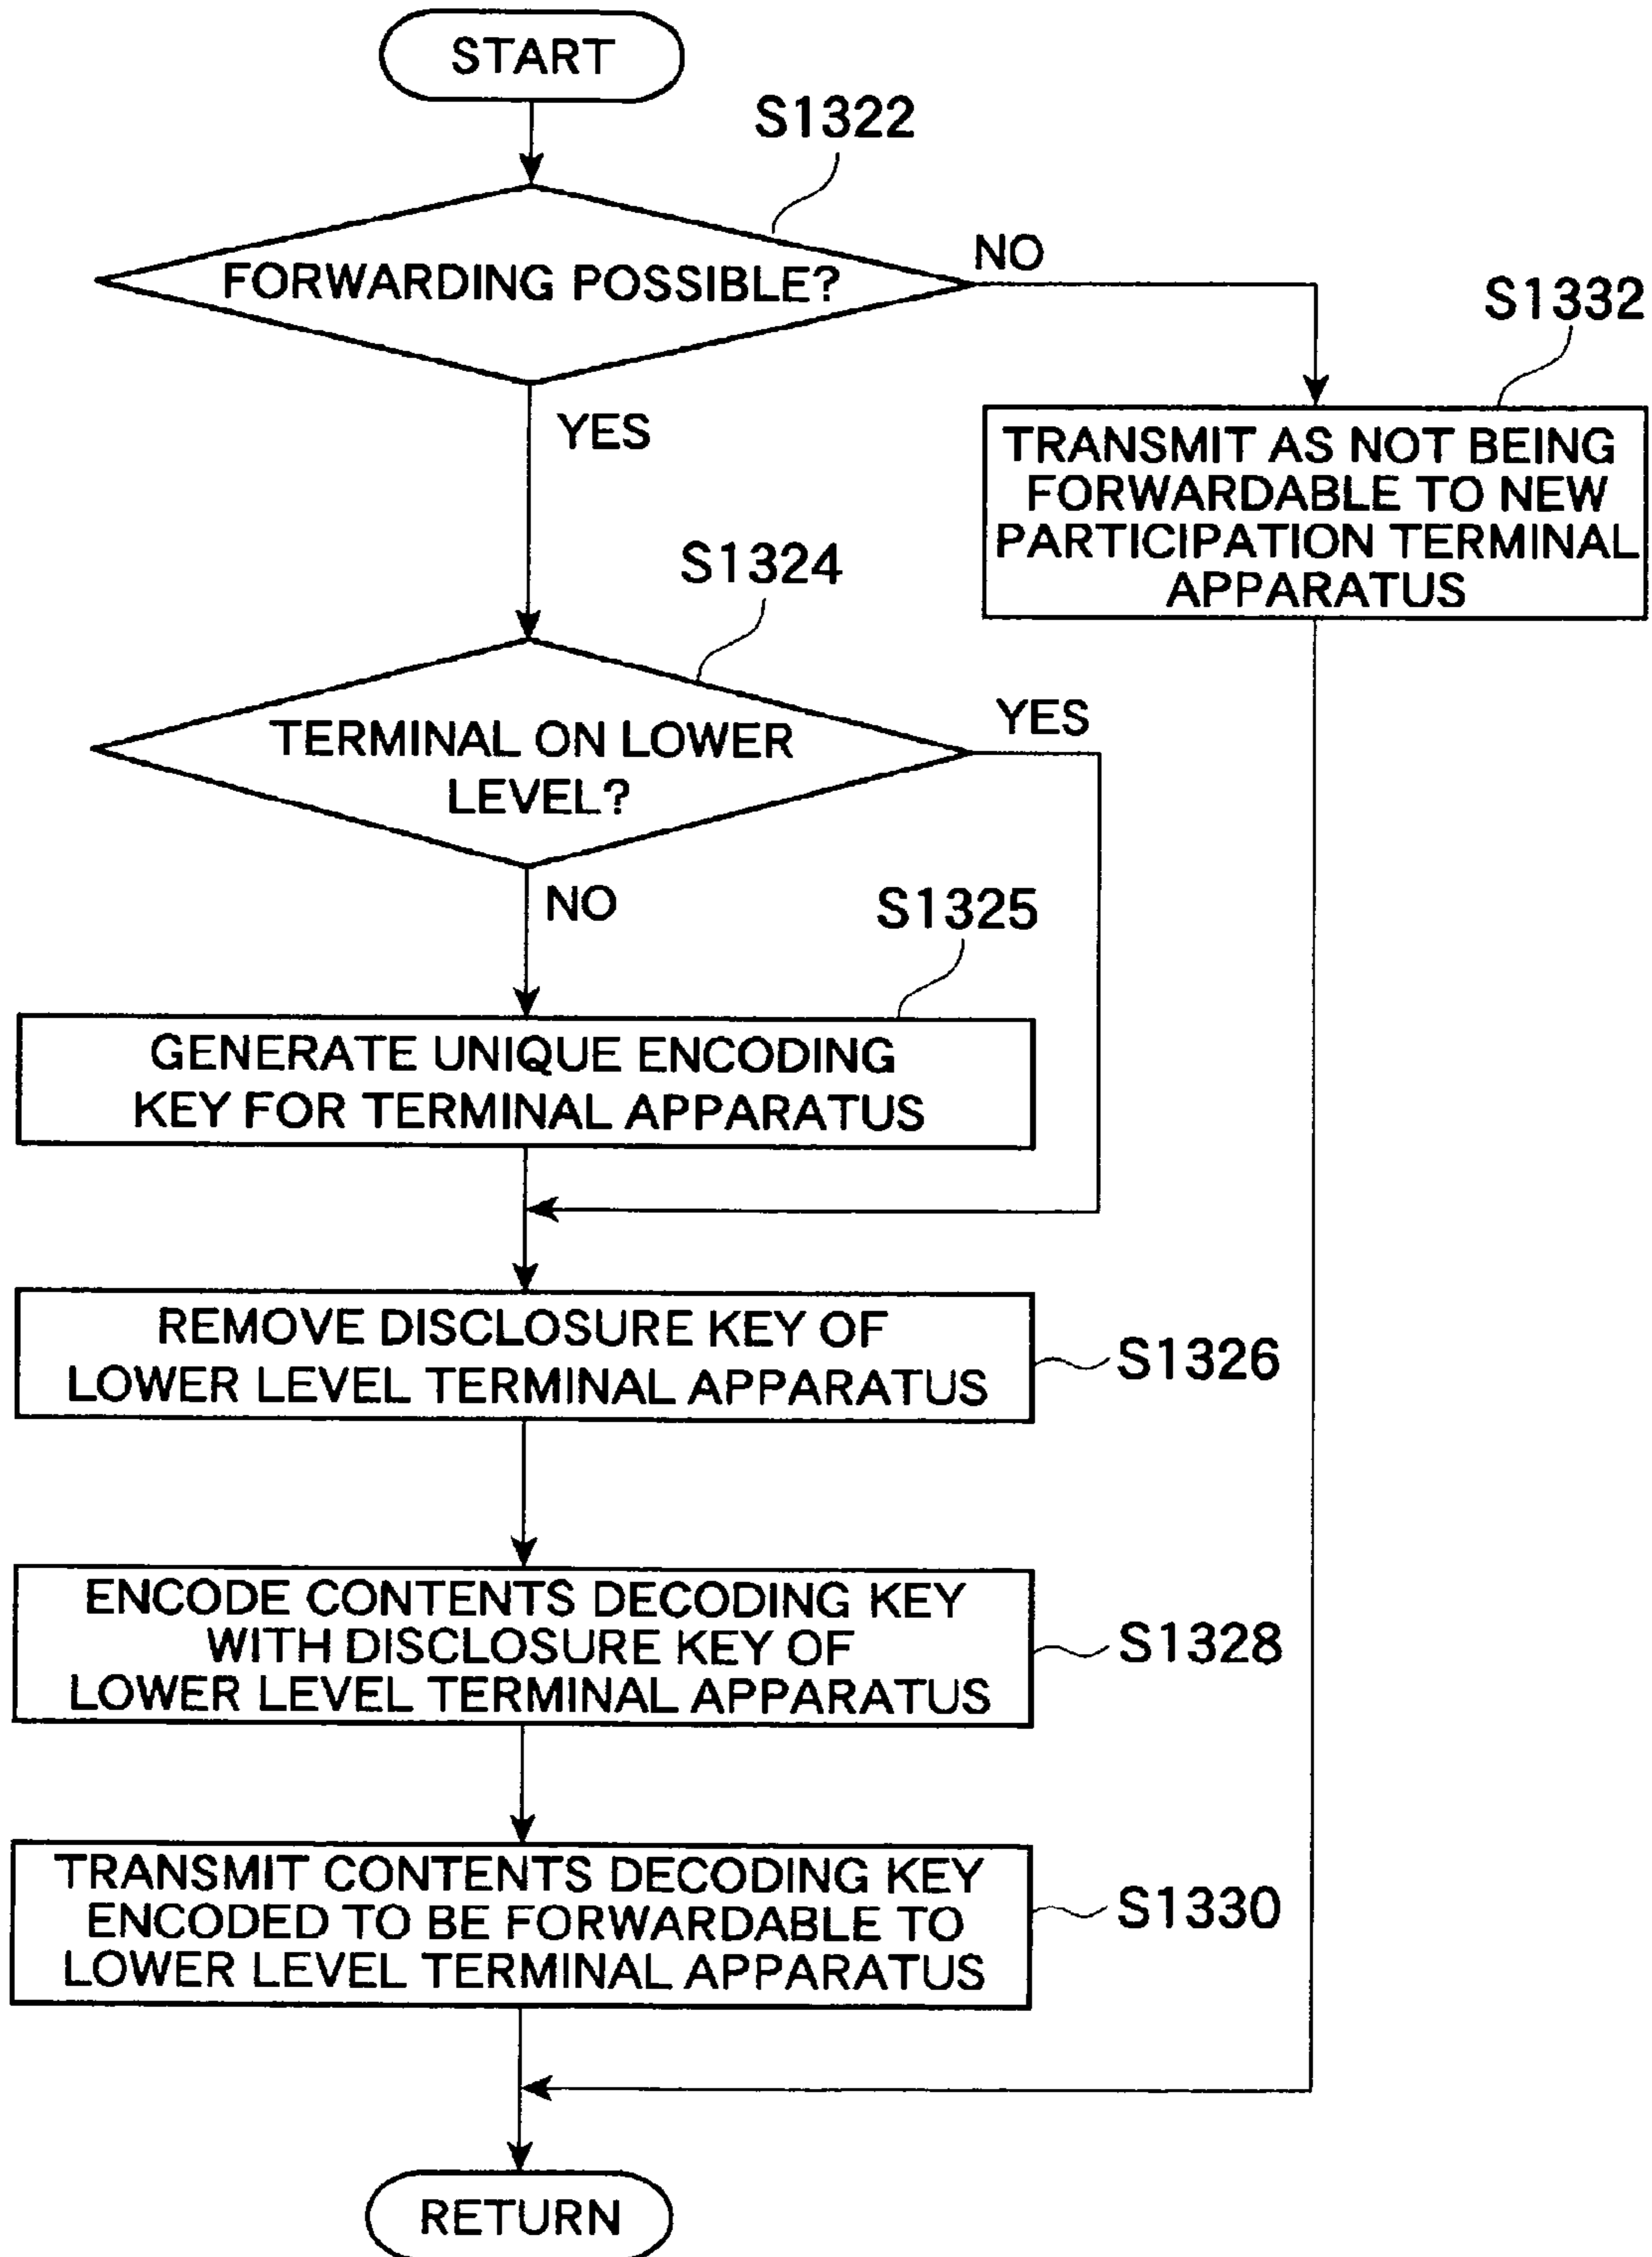 START
S1322
FORWARDING POSSIBLE?
NO
S1332
YES
TRANSMIT AS NOT BEING
FORWARDABLE TO NEW
PARTICIPATION TERMINAL
APPARATUS
S1324
TERMINAL ON LOWER
LEVEL?
YES
NO
S1325
GENERATE UNIQUE ENCODING
KEY FOR TERMINAL APPARATUS
REMOVE DISCLOSURE KEY OF
LOWER LEVEL TERMINAL APPARATUS
S1326
ENCODE CONTENTS DECODING KEY
WITH DISCLOSURE KEY OF
LOWER LEVEL TERMINAL APPARATUS
S1328
TRANSMIT CONTENTS DECODING KEY
ENCODED TO BE FORWARDABLE TO
LOWER LEVEL TERMINAL APPARATUS
S1330
RETURN